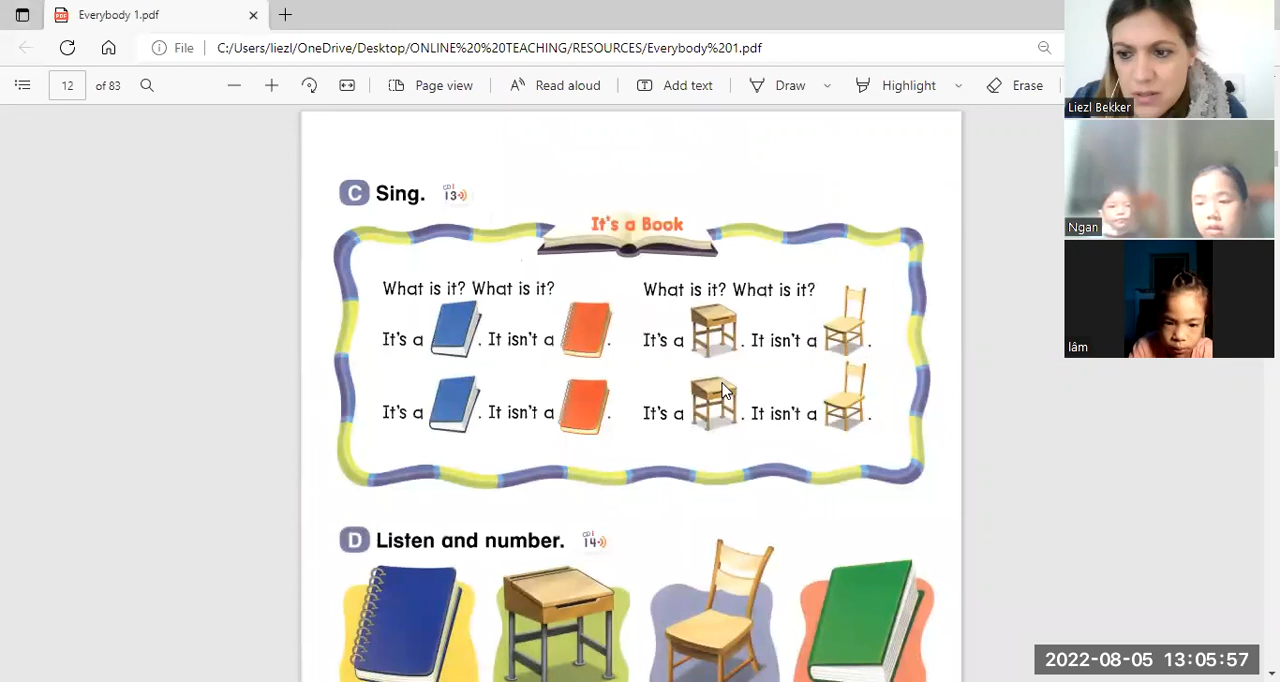 Everybody 1.pdf
File
C:/Users/liezl/OneDrive/Desktop/ONLINE%20%20TEACHING/RESOURCES/Everybody%201.pdf
12 of 83
Page view
Read aloud
Add text
Draw
Highlight
Erase
Liezl Bekker
Ngan
lâm
C Sing. CD1 13
It's a Book
What is it? What is it?
It's a . It isn't a .
It's a . It isn't a .
What is it? What is it?
It's a . It isn't a .
It's a . It isn't a .
D Listen and number. CD1 14
2022-08-05 13:05:57